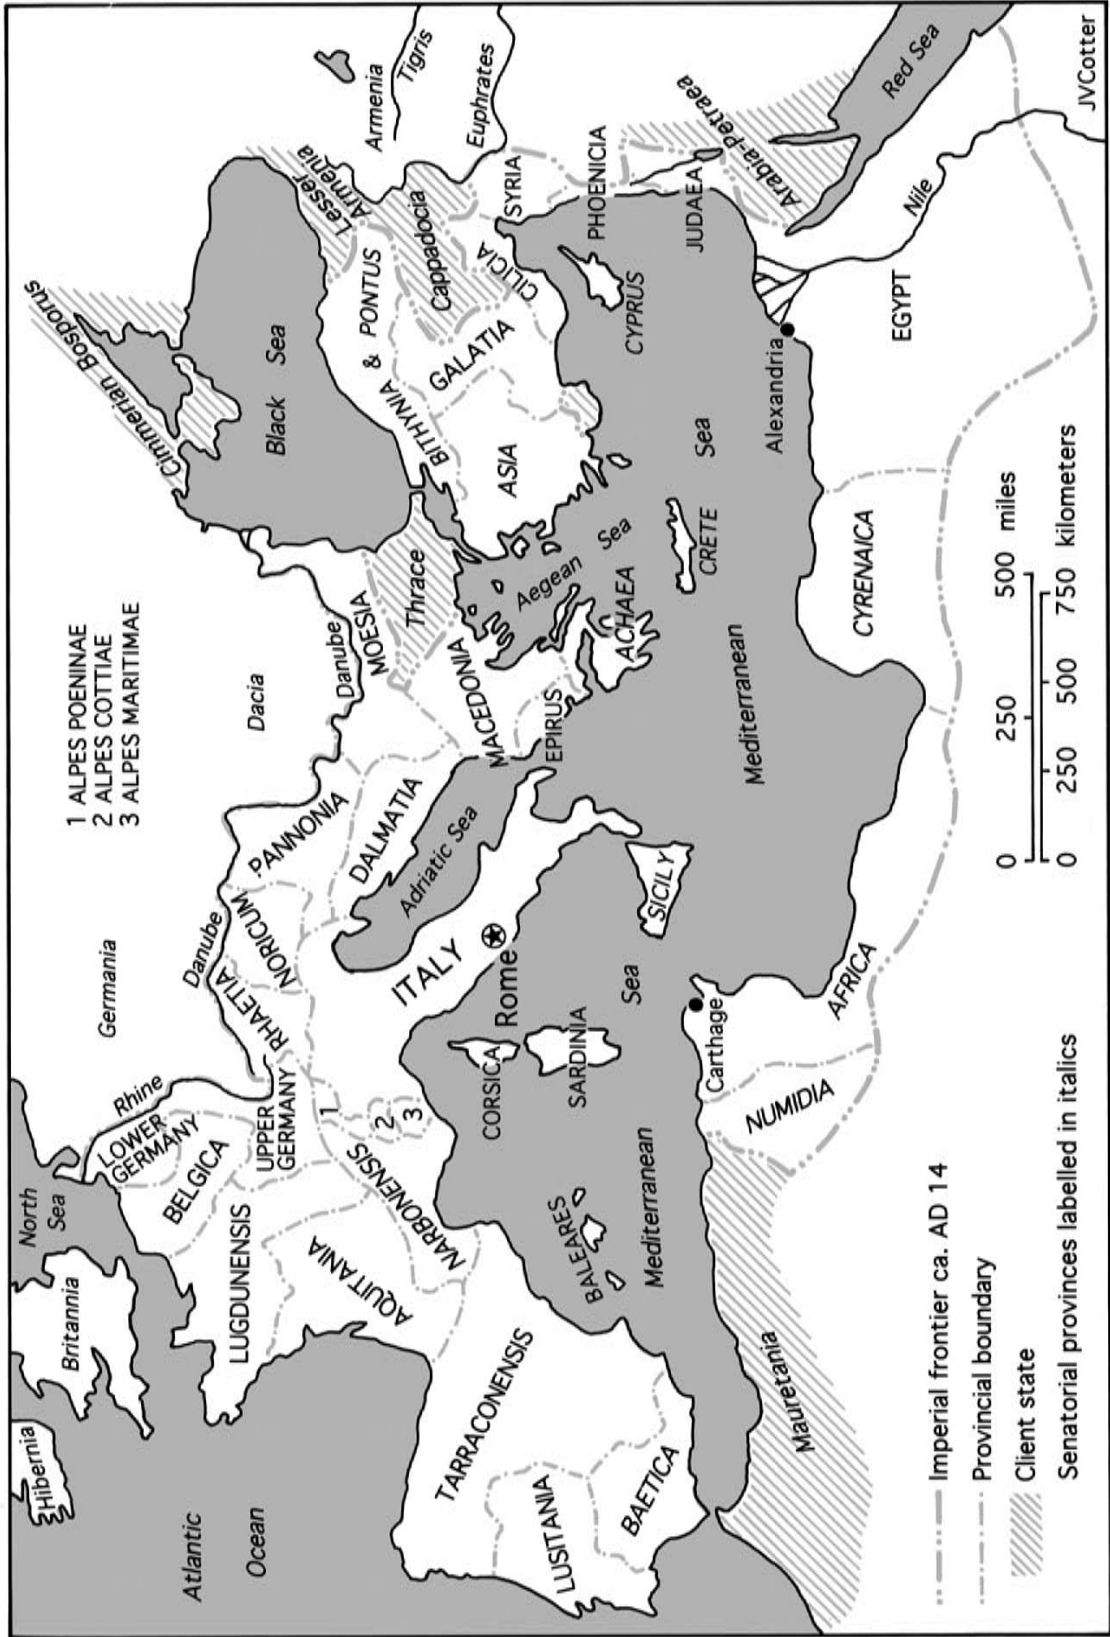 Hibernia
Britannia
North
Sea
Atlantic
Ocean
Germania
Rhine
LOWER
GERMANY
BELGICA
UPPER
GERMANY
LUGDUNENSIS
AQUITANIA
NARBONENSIS
1
2
3
TARRACONENSIS
LUSITANIA
BAETICA
BALEARES
Danube
RHAETIA
NORICUM
PANNONIA
DALMATIA
Adriatic Sea
ITALY
Rome
CORSICA
SARDINIA
SICILY
Mediterranean
Sea
1 ALPES POENINAE
2 ALPES COTTIAE
3 ALPES MARITIMAE
Dacia
Danube
MOESIA
Thrace
MACEDONIA
EPIRUS
ACHAEA
Aegean Sea
CRETE
Cimmerian Bosporus
Black Sea
BITHYNIA & PONTUS
ASIA
GALATIA
Cappadocia
CILICIA
Lesser
Armenia
Armenia
Tigris
Euphrates
SYRIA
CYPRUS
PHOENICIA
JUDAEA
Arabia-Petraea
Red Sea
Nile
EGYPT
Alexandria
Mediterranean
Sea
CYRENAICA
AFRICA
Carthage
NUMIDIA
Mauretania
Imperial frontier ca. AD 14
Provincial boundary
Client state
Senatorial provinces labelled in italics
0 250 500 miles
0 250 500 750 kilometers
JVCotter